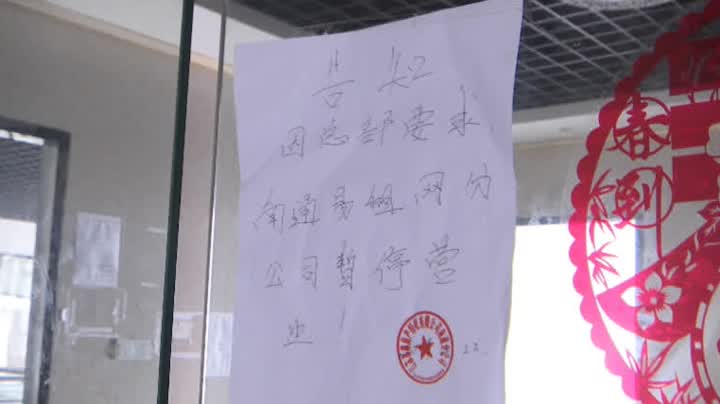 告知
因总部要求,
南通易租网分
公司暂停营
业!
春到